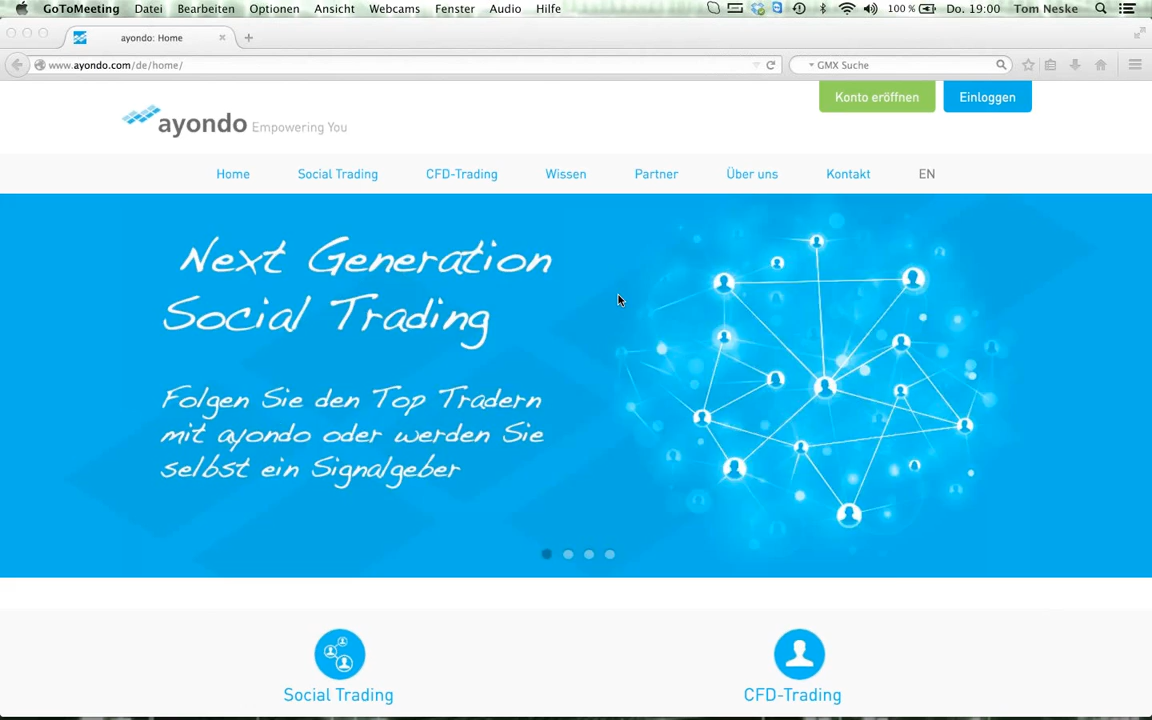 GoToMeeting Datei Bearbeiten Optionen Ansicht Webcams Fenster Audio Hilfe 100 % Do. 19:00 Tom Neske
ayondo: Home
www.ayondo.com/de/home/ GMX Suche
Konto eröffnen Einloggen
ayondo Empowering You
Home Social Trading CFD-Trading Wissen Partner Über uns Kontakt EN
Next Generation
Social Trading
Folgen Sie den Top Tradern
mit ayondo oder werden Sie
selbst ein Signalgeber
Social Trading CFD-Trading